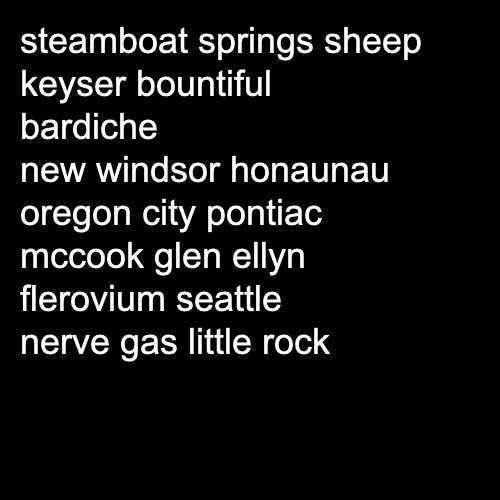 steamboat springs sheep
keyser bountiful
bardiche
new windsor honaunau
oregon city pontiac
mccook glen ellyn
flerovium seattle
nerve gas little rock